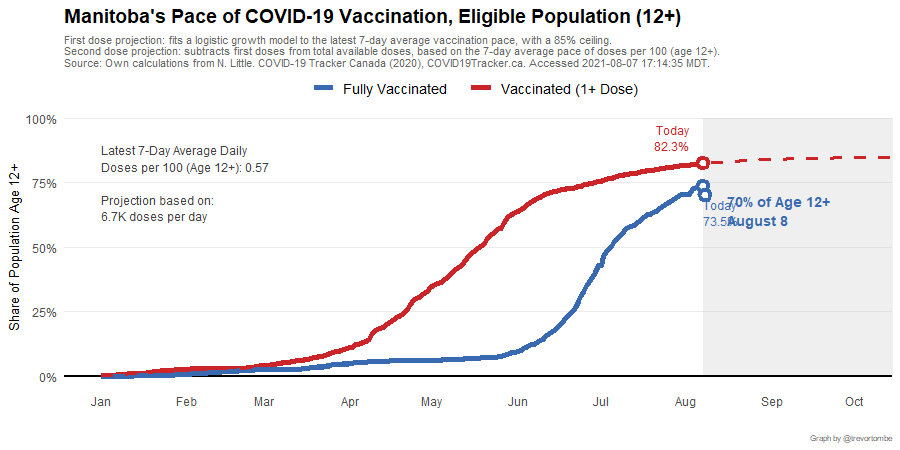 Manitoba's Pace of COVID-19 Vaccination, Eligible Population (12+)
First dose projection: fits a logistic growth model to the latest 7-day average vaccination pace, with a 85% ceiling.
Second dose projection: subtracts first doses from total available doses, based on the 7-day average pace of doses per 100 (age 12+).
Source: Own calculations from N. Little. COVID-19 Tracker Canada (2020), COVID19Tracker.ca. Accessed 2021-08-07 17:14:35 MDT.
Fully Vaccinated
Vaccinated (1+ Dose)
Share of Population Age 12+
100%
75%
50%
25%
0%
Latest 7-Day Average Daily
Doses per 100 (Age 12+): 0.57
Projection based on:
6.7K doses per day
Today
82.3%
Today
73.5%
70% of Age 12+
August 8
Jan
Feb
Mar
Apr
May
Jun
Jul
Aug
Sep
Oct
Graph by @trevortombe